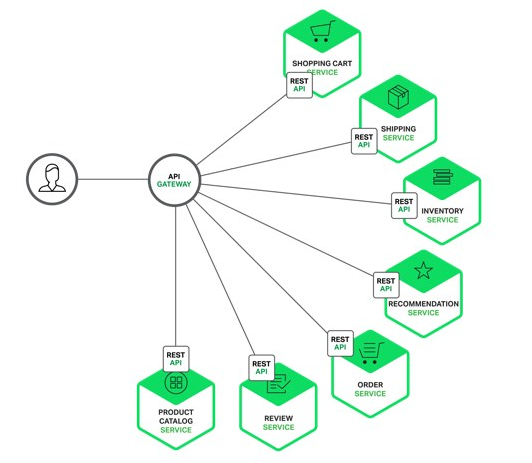 SHOPPING CART
SERVICE
REST
API
SHIPPING
SERVICE
REST
API
API
GATEWAY
INVENTORY
SERVICE
REST
API
RECOMMENDATION
SERVICE
REST
API
ORDER
SERVICE
REST
API
REVIEW
SERVICE
REST
API
PRODUCT
CATALOG
SERVICE
REST
API